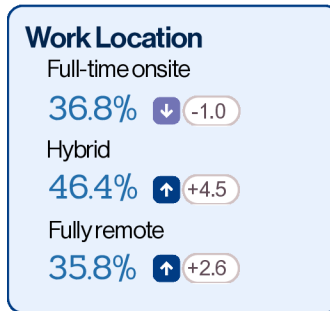 Work Location
Full-time onsite
36.8% -1.0
Hybrid
46.4% +4.5
Fully remote
35.8% +2.6